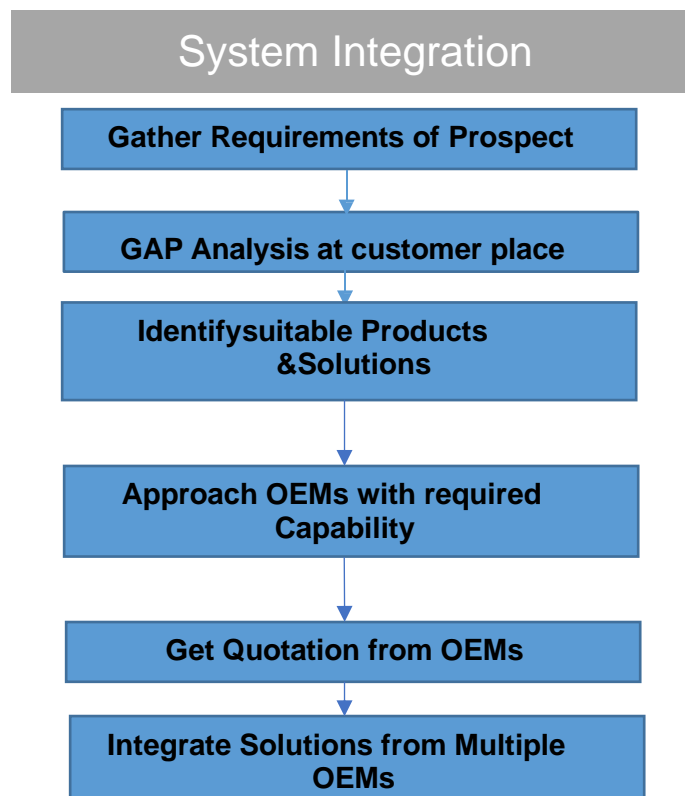 System Integration
Gather Requirements of Prospect
GAP Analysis at customer place
Identifysuitable Products
&Solutions
Approach OEMs with required
Capability
Get Quotation from OEMs
Integrate Solutions from Multiple
OEMs